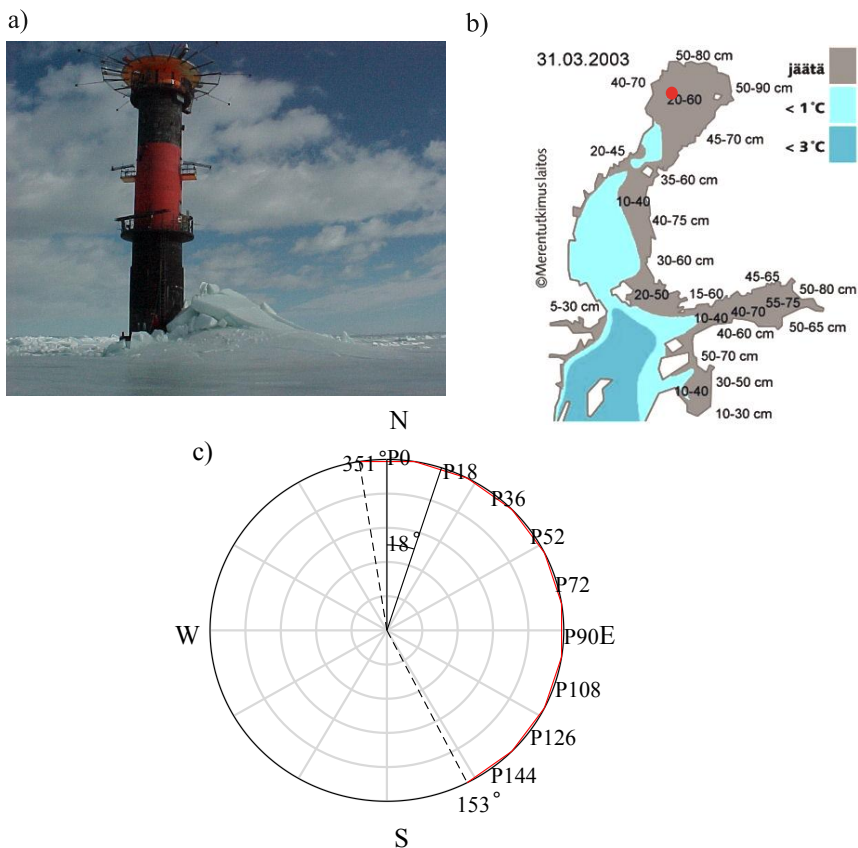 a)
b)
31.03.2003
50-80 cm
40-70
50-90 cm
20-60
45-70 cm
20-45
35-60 cm
10-40
40-75 cm
30-60 cm
20-50
15-60
45-65
50-80 cm
55-75
40-70
10-40
50-65 cm
5-30 cm
40-60 cm
50-70 cm
30-50 cm
10-40
10-30 cm
jäätä
< 1°C
< 3°C
©Merentutkimuslaitos
c)
N
351°
P0
P18
P36
P52
P72
P90
P108
P126
P144
153°
18°
W
E
S